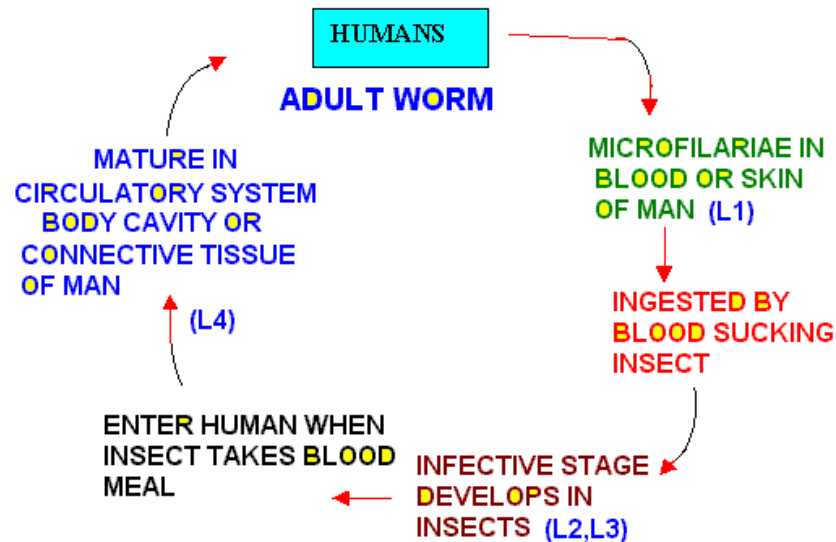 HUMANS
ADULT WORM
MICROFILARIAE IN
BLOOD OR SKIN
OF MAN (L1)
INGESTED BY
BLOOD SUCKING
INSECT
INFECTIVE STAGE
DEVELOPS IN
INSECTS (L2,L3)
ENTER HUMAN WHEN
INSECT TAKES BLOOD
MEAL
(L4)
MATURE IN
CIRCULATORY SYSTEM
BODY CAVITY OR
CONNECTIVE TISSUE
OF MAN